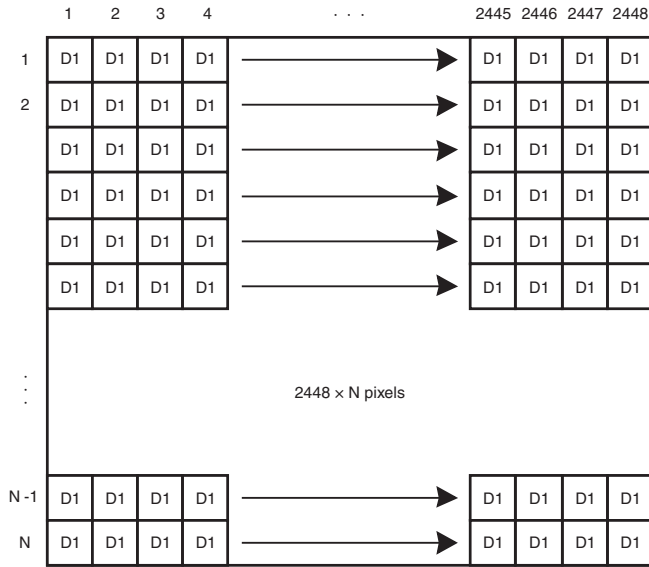 1 2 3 4 · · · 2445 2446 2447 2448
1 D1 D1 D1 D1 D1 D1 D1 D1
2 D1 D1 D1 D1 D1 D1 D1 D1
D1 D1 D1 D1 D1 D1 D1 D1
D1 D1 D1 D1 D1 D1 D1 D1
D1 D1 D1 D1 D1 D1 D1 D1
D1 D1 D1 D1 D1 D1 D1 D1
· · ·
2448 × N pixels
N -1 D1 D1 D1 D1 D1 D1 D1 D1
N D1 D1 D1 D1 D1 D1 D1 D1